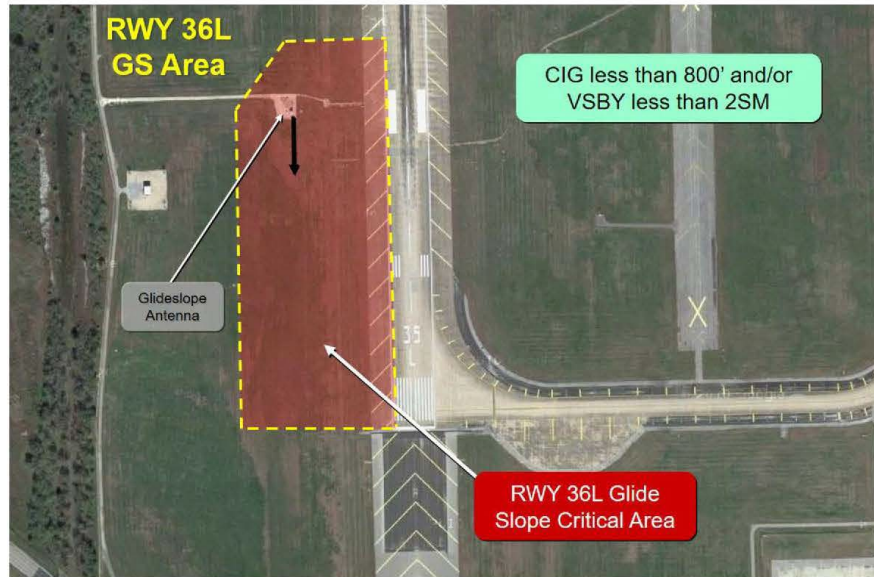 RWY 36L
GS Area
CIG less than 800' and/or
VSBY less than 2SM
Glideslope
Antenna
35
L
X
RWY 36L Glide
Slope Critical Area